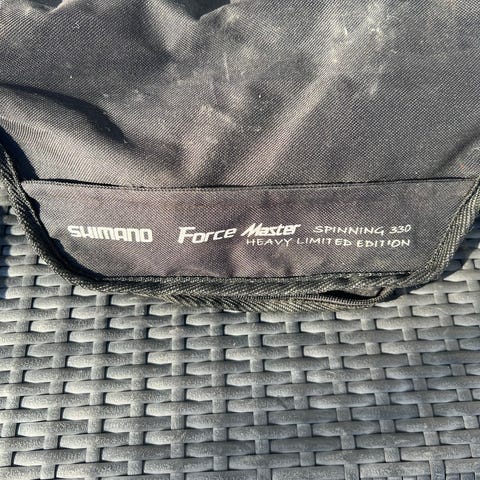 SHIMANO Force Master SPINNING 330
HEAVY LIMITED EDITION